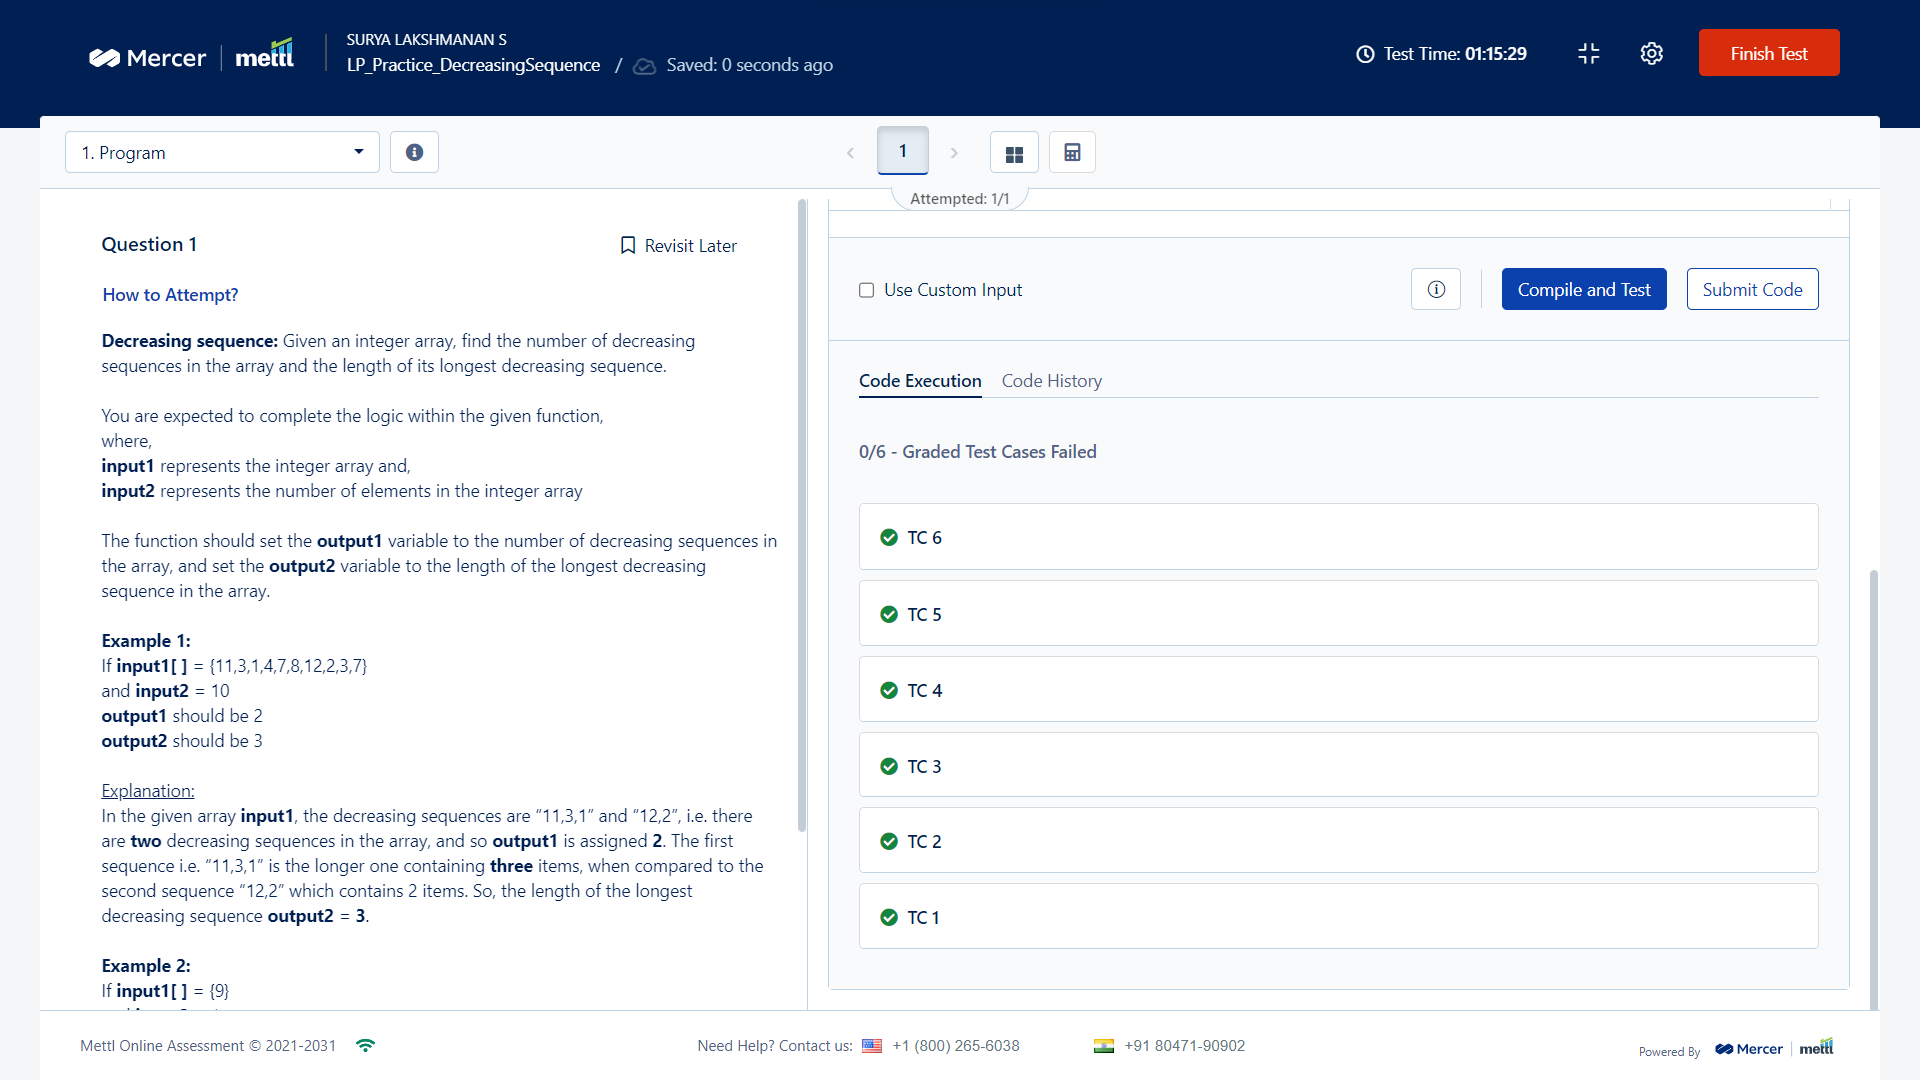 Mercer
mettl
SURYA LAKSHMANAN S
LP_Practice_DecreasingSequence / Saved: 0 seconds ago
Test Time: 01:15:29
Finish Test
1. Program
1
Attempted: 1/1
Question 1
Revisit Later
How to Attempt?
Decreasing sequence: Given an integer array, find the number of decreasing
sequences in the array and the length of its longest decreasing sequence.
You are expected to complete the logic within the given function,
where,
input1 represents the integer array and,
input2 represents the number of elements in the integer array
The function should set the output1 variable to the number of decreasing sequences in
the array, and set the output2 variable to the length of the longest decreasing
sequence in the array.
Example 1:
If input1[ ] = {11,3,1,4,7,8,12,2,3,7}
and input2 = 10
output1 should be 2
output2 should be 3
Explanation:
In the given array input1, the decreasing sequences are “11,3,1” and “12,2”, i.e. there
are two decreasing sequences in the array, and so output1 is assigned 2. The first
sequence i.e. “11,3,1” is the longer one containing three items, when compared to the
second sequence “12,2” which contains 2 items. So, the length of the longest
decreasing sequence output2 = 3.
Example 2:
If input1[ ] = {9}
Use Custom Input
Compile and Test
Submit Code
Code Execution
Code History
0/6 - Graded Test Cases Failed
TC 6
TC 5
TC 4
TC 3
TC 2
TC 1
Mettl Online Assessment © 2021-2031
Need Help? Contact us: +1 (800) 265-6038
+91 80471-90902
Powered By
Mercer
mettl